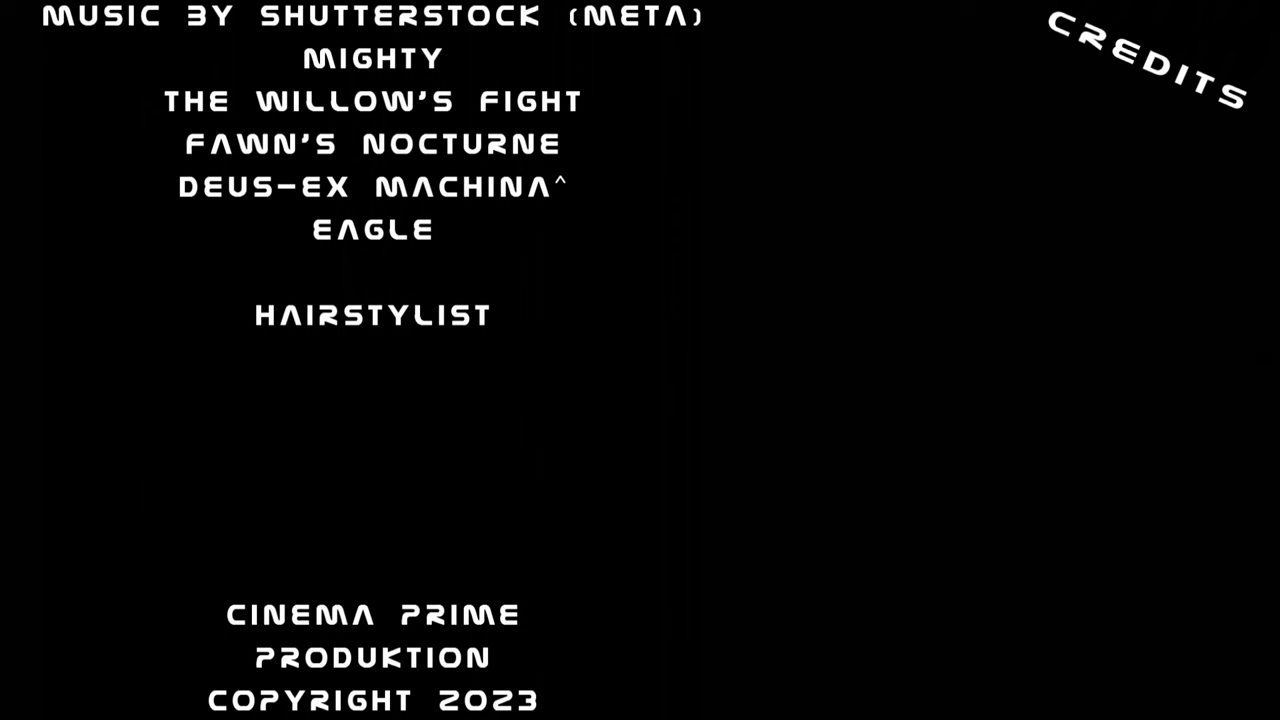 MUSIC BY SHUTTERSTOCK (META)
MIGHTY
THE WILLOW'S FIGHT
FAWN'S NOCTURNE
DEUS-EX MACHINA^
EAGLE
HAIRSTYLIST
CINEMA PRIME
PRODUKTION
COPYRIGHT 2023
CREDITS